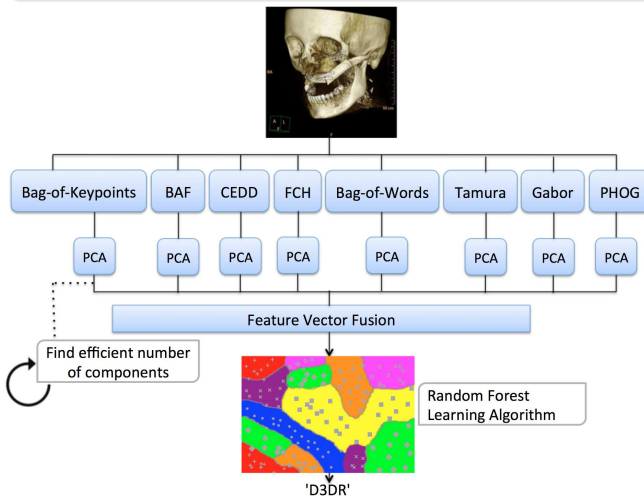 Bag-of-Keypoints BAF CEDD FCH Bag-of-Words Tamura Gabor PHOG
PCA PCA PCA PCA PCA PCA PCA PCA
Feature Vector Fusion
Find efficient number
of components
Random Forest
Learning Algorithm
'D3DR'